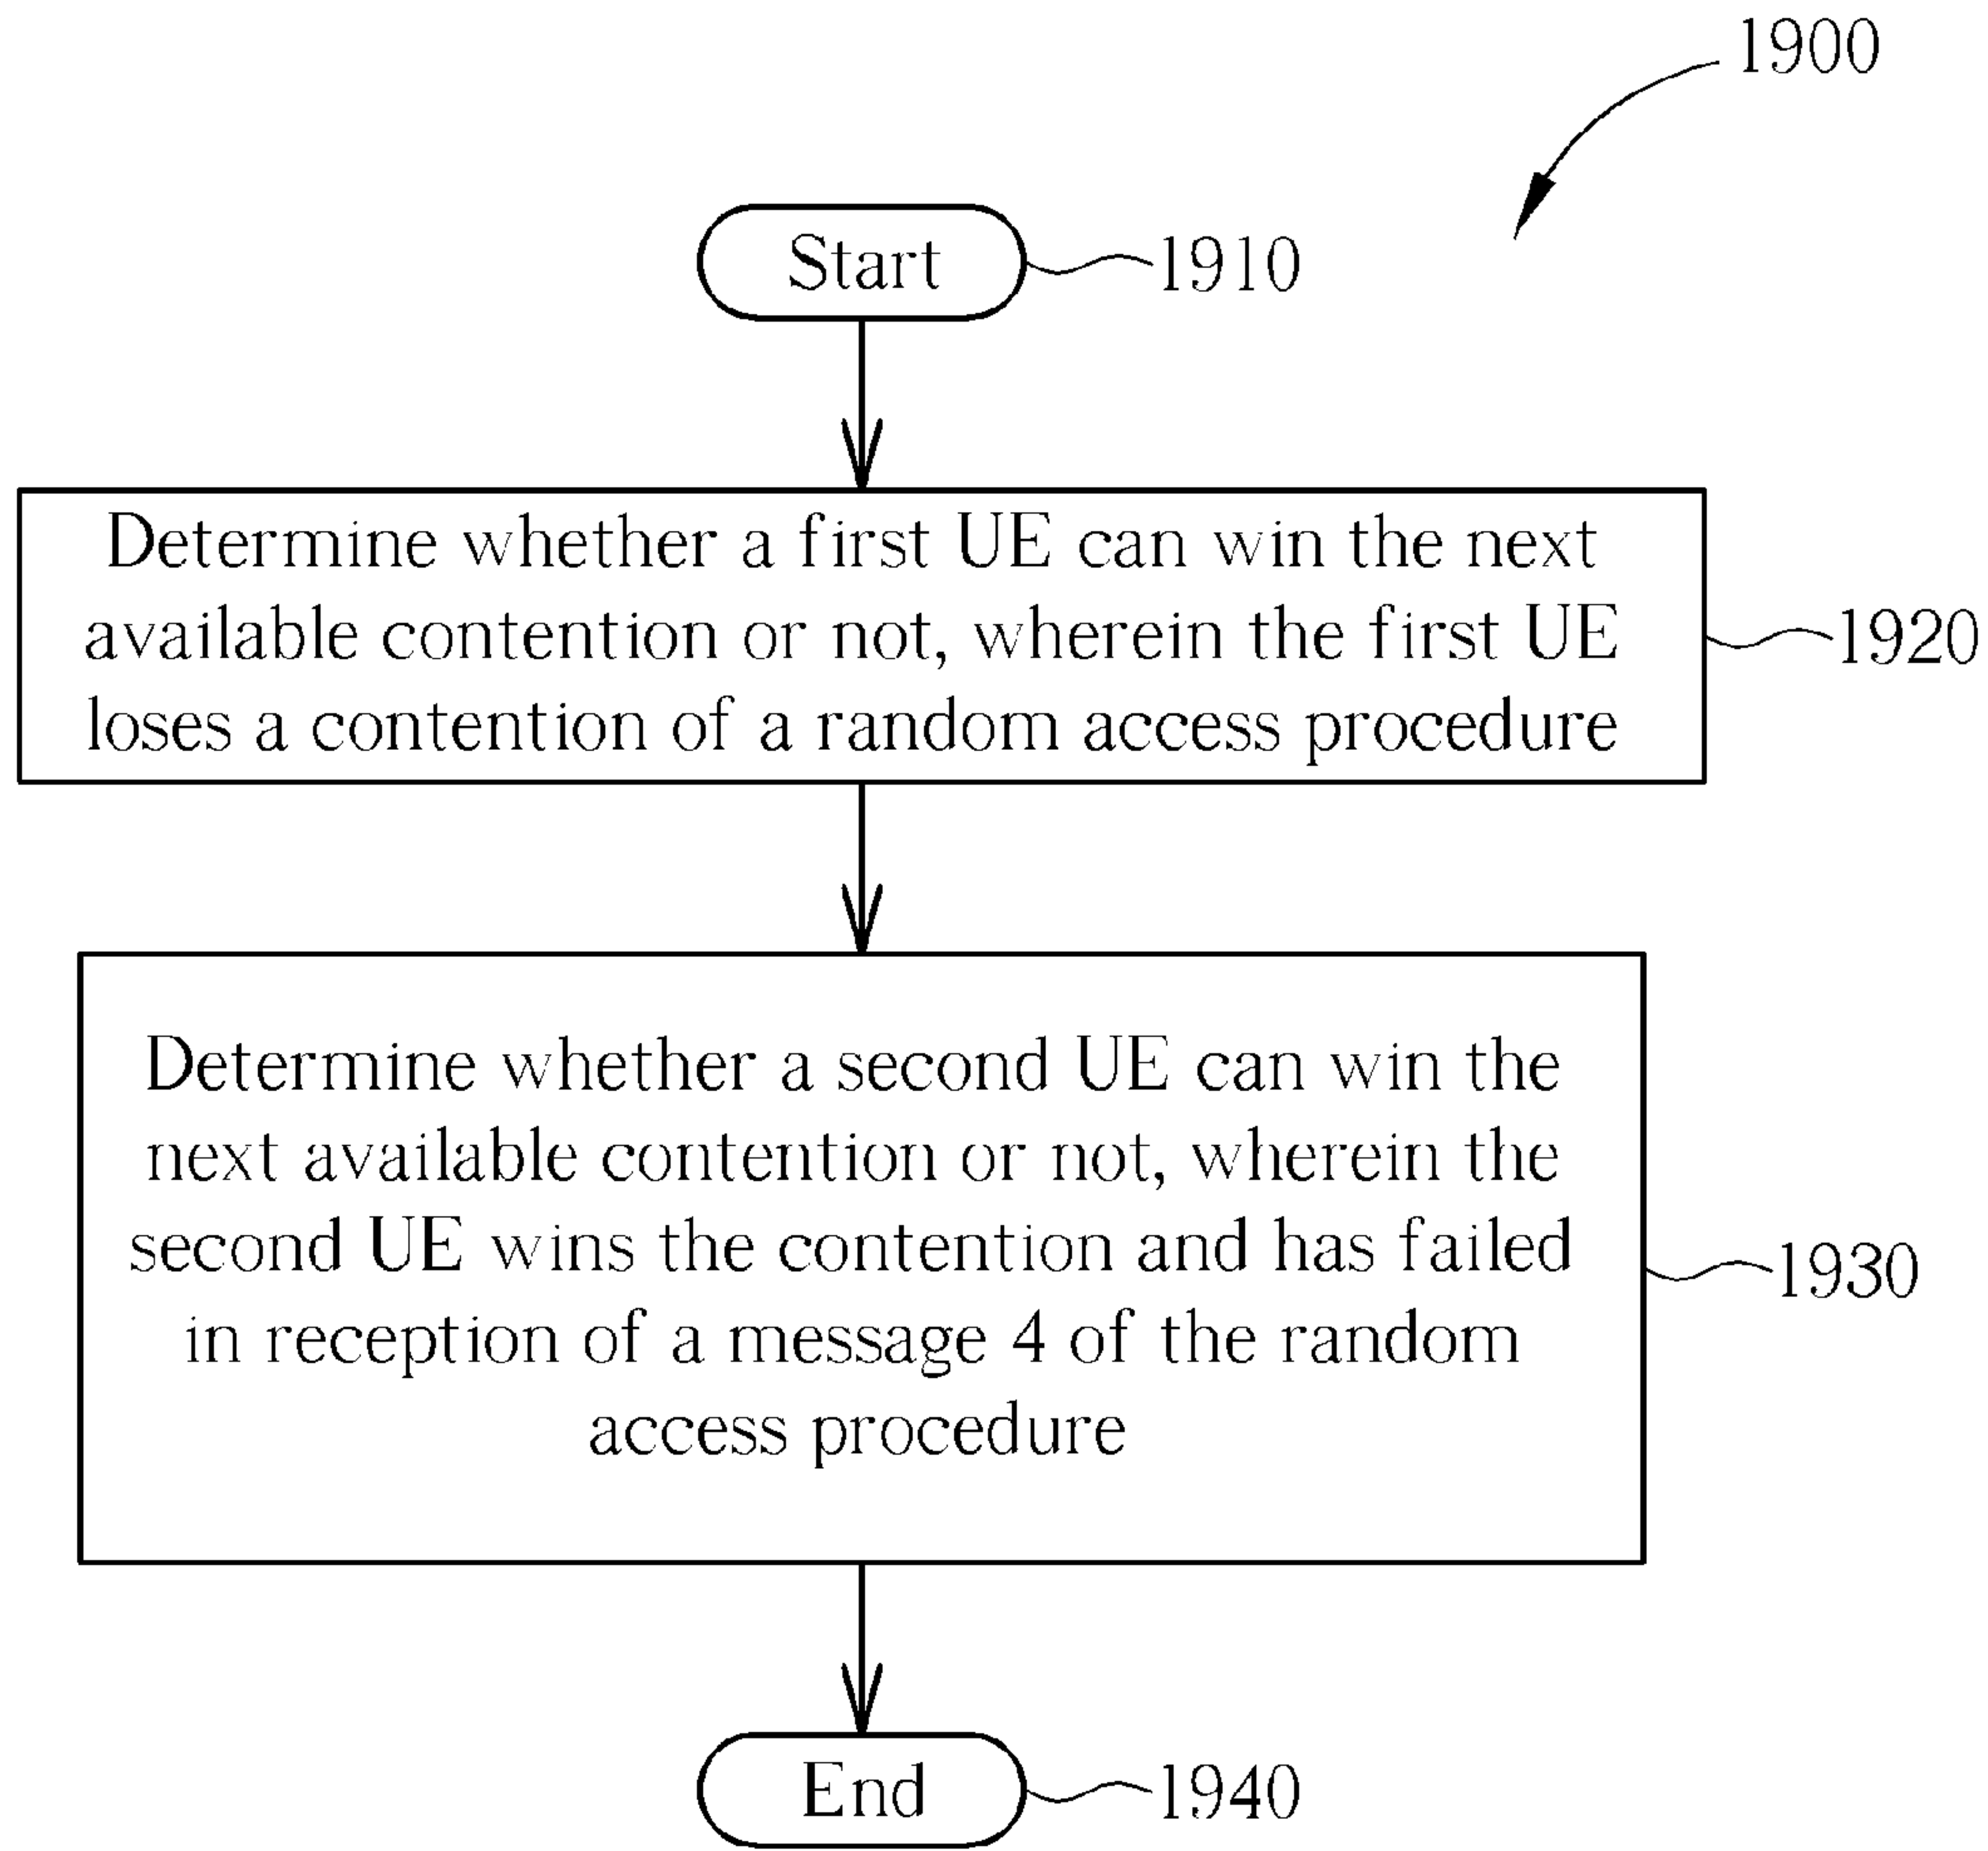 1900
Start
1910
Determine whether a first UE can win the next
available contention or not, wherein the first UE
loses a contention of a random access procedure
1920
Determine whether a second UE can win the
next available contention or not, wherein the
second UE wins the contention and has failed
in reception of a message 4 of the random
access procedure
1930
End
1940